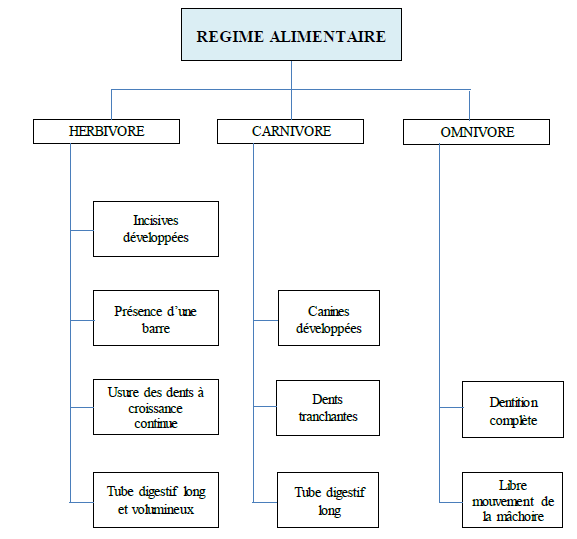 REGIME ALIMENTAIRE
HERBIVORE
CARNIVORE
OMNIVORE
Incisives
développées
Présence d'une
barre
Usure des dents à
croissance
continue
Tube digestif long
et volumineux
Canines
développées
Dents
tranchantes
Tube digestif
long
Dentition
complète
Libre
mouvement de
la mâchoire